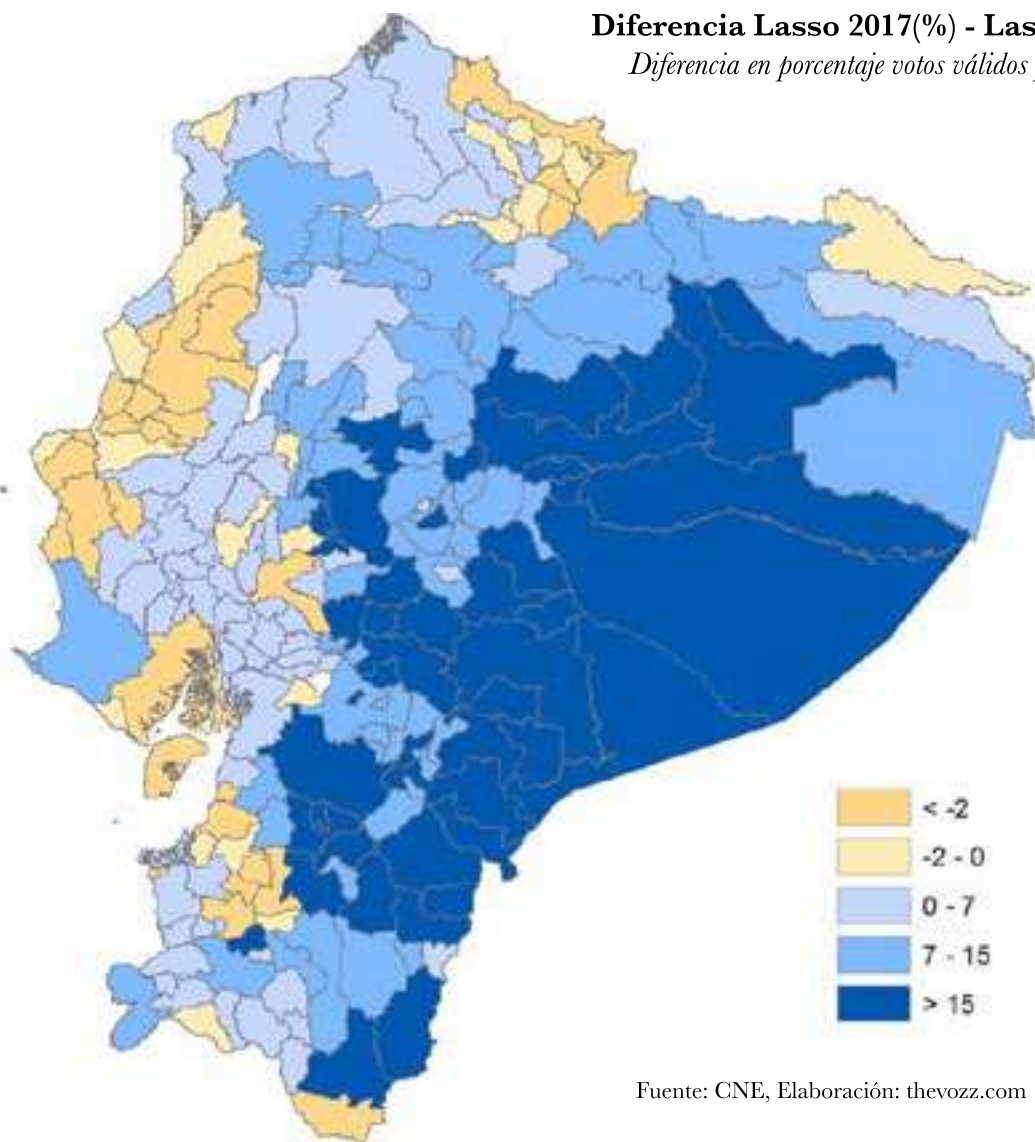 Diferencia Lasso 2017(%) - Las
Diferencia en porcentaje votos válidos
< -2
-2 - 0
0 - 7
7 - 15
> 15
Fuente: CNE, Elaboración: thevozz.com